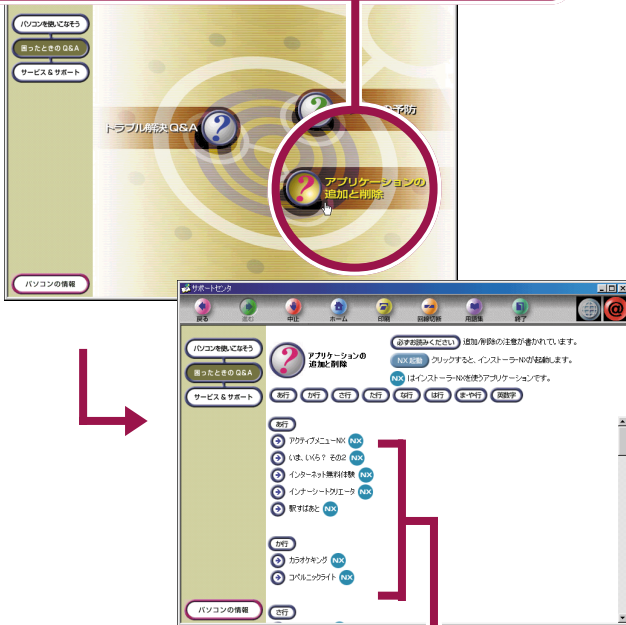 パソコンを使いこなそう
困ったときのQ&A
サービス&サポート
トラブル解決Q&A
予防
アプリケーションの
追加と削除
パソコンの情報
サポートセンタ
戻る
進む
中止
ホーム
印刷
回線切断
用語集
終了
パソコンを使いこなそう
困ったときのQ&A
サービス&サポート
アプリケーションの
追加と削除
必ずお読みください 追加/削除の注意が書かれています。
NX 起動 クリックすると、インストーラ-NXが起動します。
NX はインストーラ-NXを使うアプリケーションです。
あ行 か行 さ行 た行 な行 は行 ま・や行 英数字
あ行
アクティブメニューNX NX
いま、いくら? その2 NX
インターネット無料体験 NX
インナーシートクリエータ NX
駅すぱあと NX
か行
カラオケキング NX
コペルニックライト NX
さ行
パソコンの情報